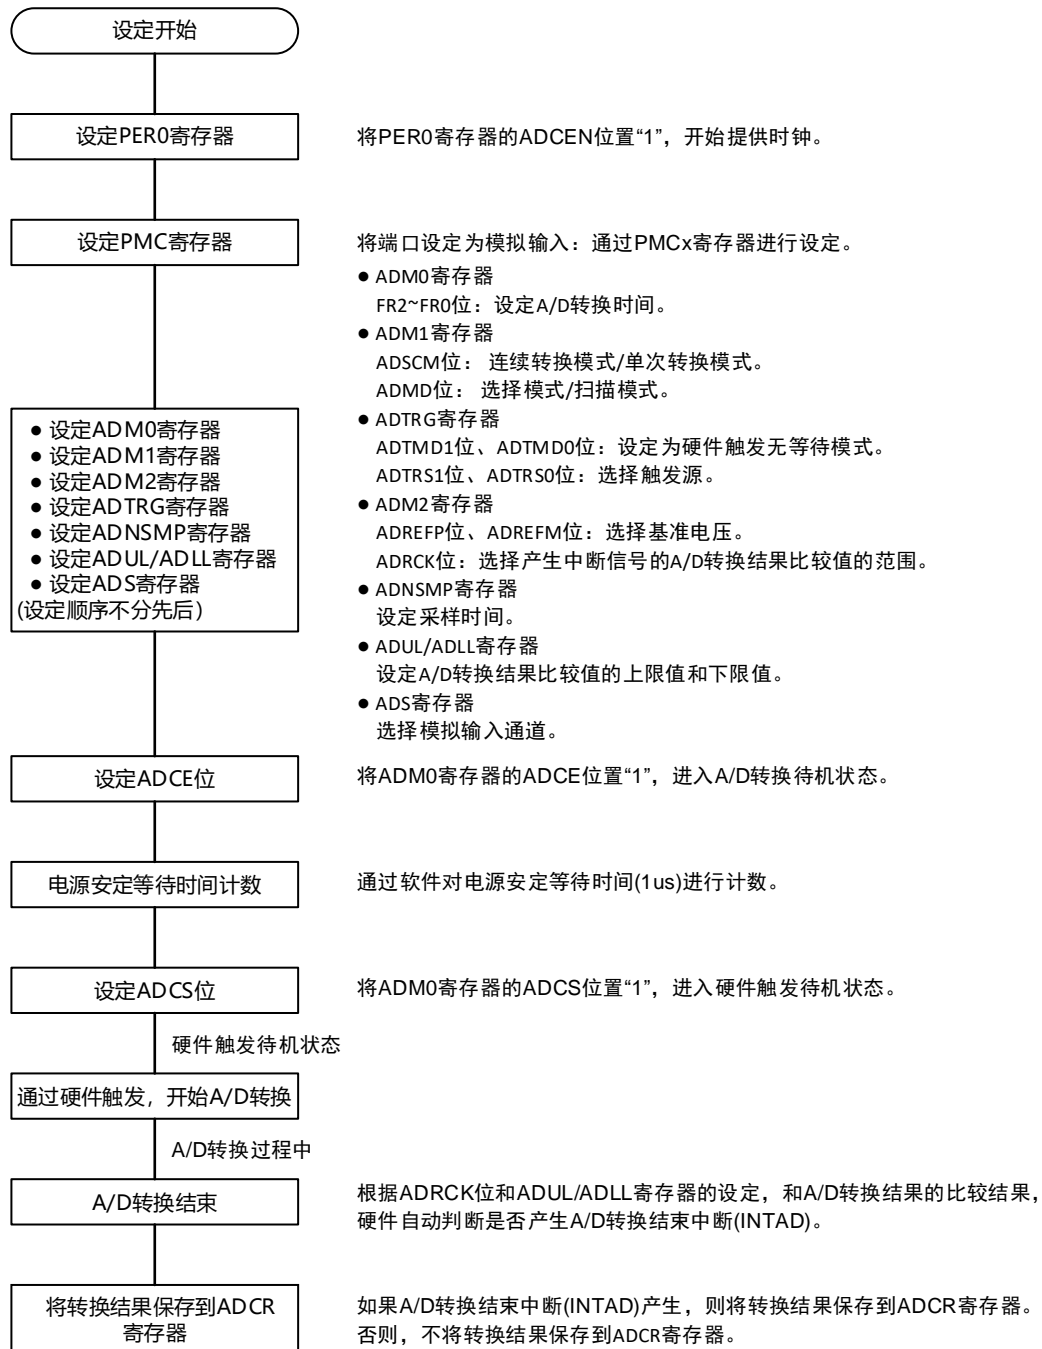 设定开始
设定PER0寄存器
将PER0寄存器的ADCEN位置“1”，开始提供时钟。
设定PMC寄存器
将端口设定为模拟输入：通过PMCx寄存器进行设定。
● ADM0寄存器
FR2~FR0位：设定A/D转换时间。
● ADM1寄存器
ADSCM位： 连续转换模式/单次转换模式。
ADMD位： 选择模式/扫描模式。
● ADTRG寄存器
ADTMD1位、ADTMD0位：设定为硬件触发无等待模式。
ADTRS1位、ADTRS0位：选择触发源。
● ADM2寄存器
ADREFP位、ADREFM位：选择基准电压。
ADRCK位：选择产生中断信号的A/D转换结果比较值的范围。
● ADNSMP寄存器
设定采样时间。
● ADUL/ADLL寄存器
设定A/D转换结果比较值的上限值和下限值。
● ADS寄存器
选择模拟输入通道。
● 设定ADM0寄存器
● 设定ADM1寄存器
● 设定ADM2寄存器
● 设定ADTRG寄存器
● 设定ADNSMP寄存器
● 设定ADUL/ADLL寄存器
● 设定ADS寄存器
(设定顺序不分先后）
设定ADCE位
将ADM0寄存器的ADCE位置“1”，进入A/D转换待机状态。
电源安定等待时间计数
通过软件对电源安定等待时间(1us)进行计数。
设定ADCS位
将ADM0寄存器的ADCS位置“1”，进入硬件触发待机状态。
硬件触发待机状态
通过硬件触发，开始A/D转换
A/D转换过程中
A/D转换结束
根据ADRCK位和ADUL/ADLL寄存器的设定，和A/D转换结果的比较结果，
硬件自动判断是否产生A/D转换结束中断(INTAD)。
将转换结果保存到ADCR
寄存器
如果A/D转换结束中断(INTAD)产生，则将转换结果保存到ADCR寄存器。
否则，不将转换结果保存到ADCR寄存器。